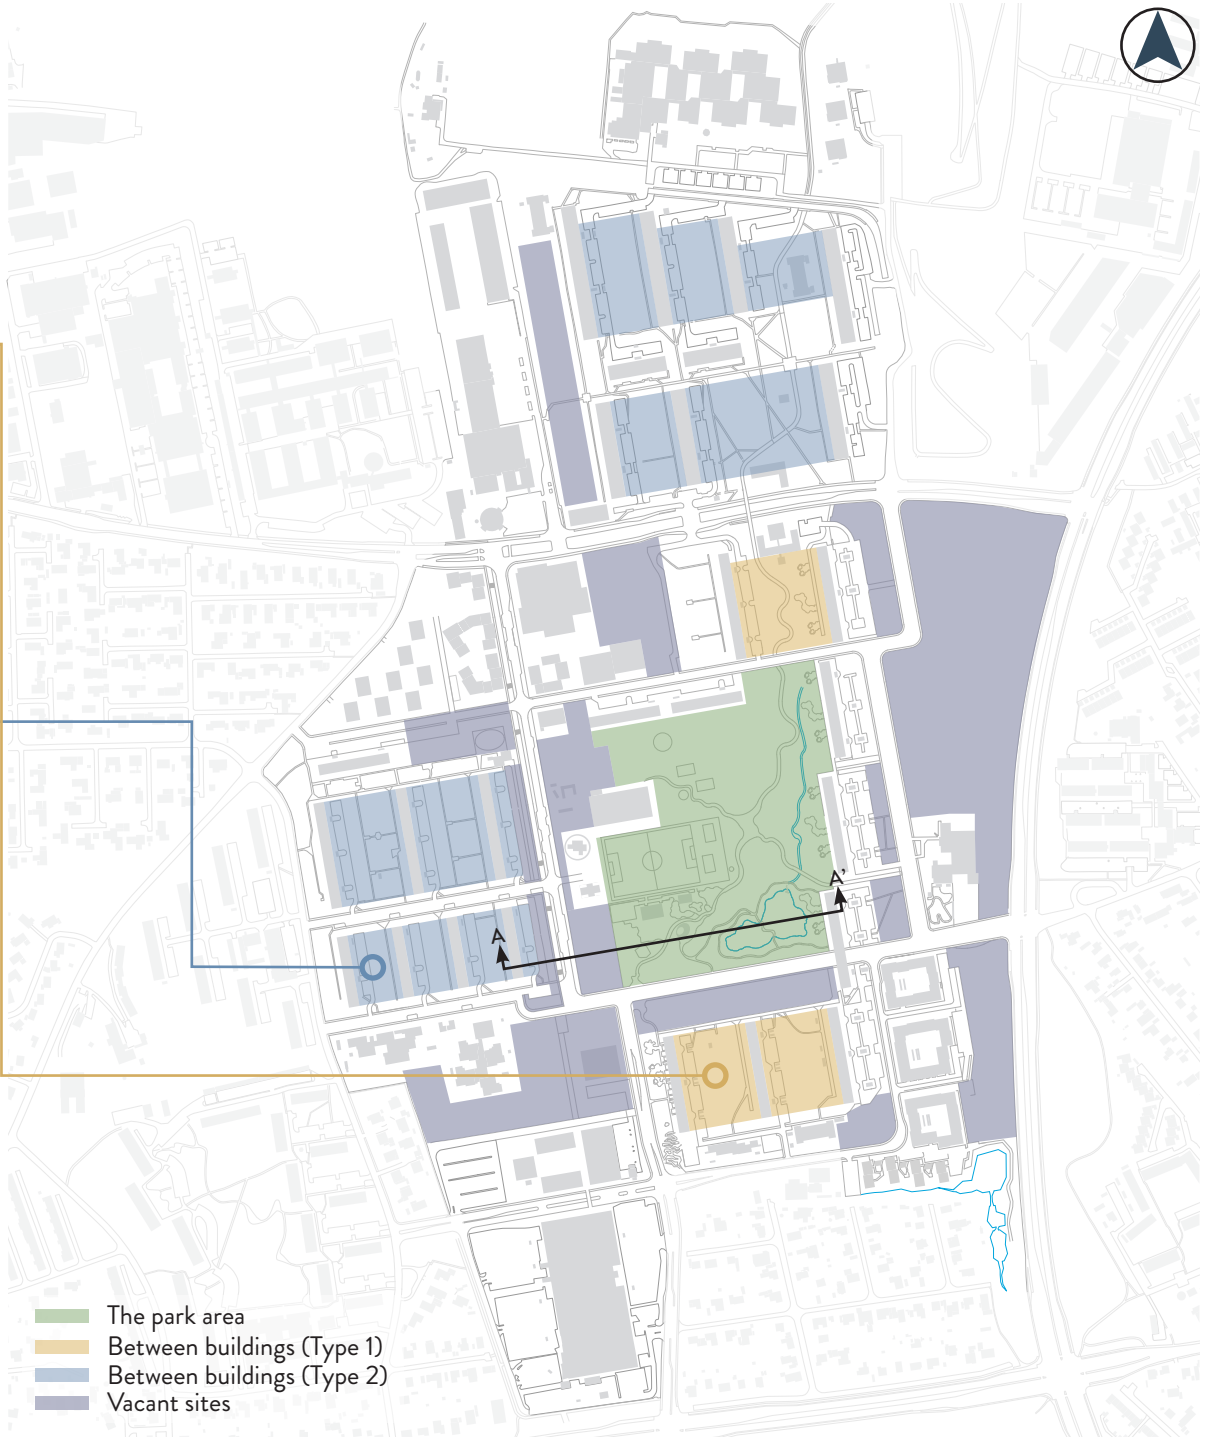 A'
A
The park area
Between buildings (Type 1)
Between buildings (Type 2)
Vacant sites